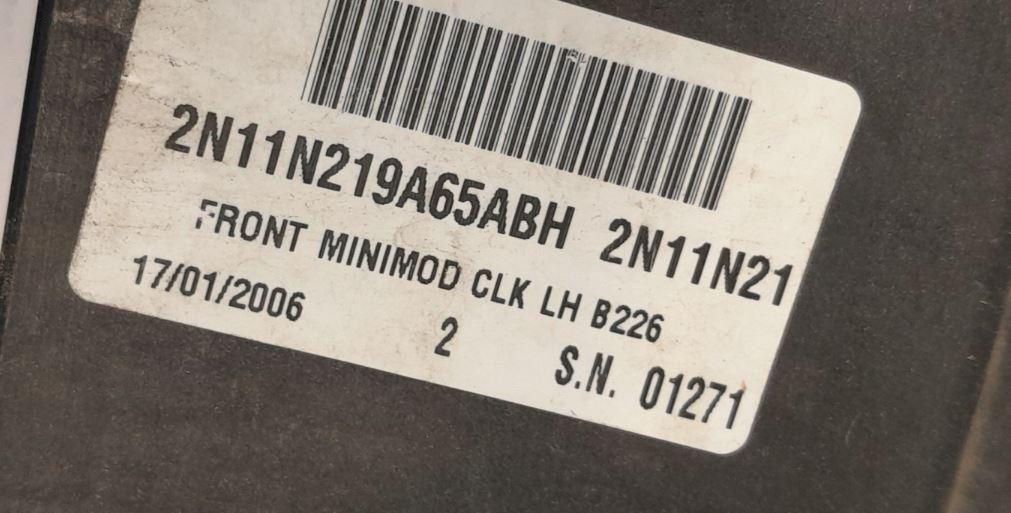 2N11N219A65ABH 2N11N21
FRONT MINIMOD CLK LH B226
17/01/2006 2 S.N. 01271